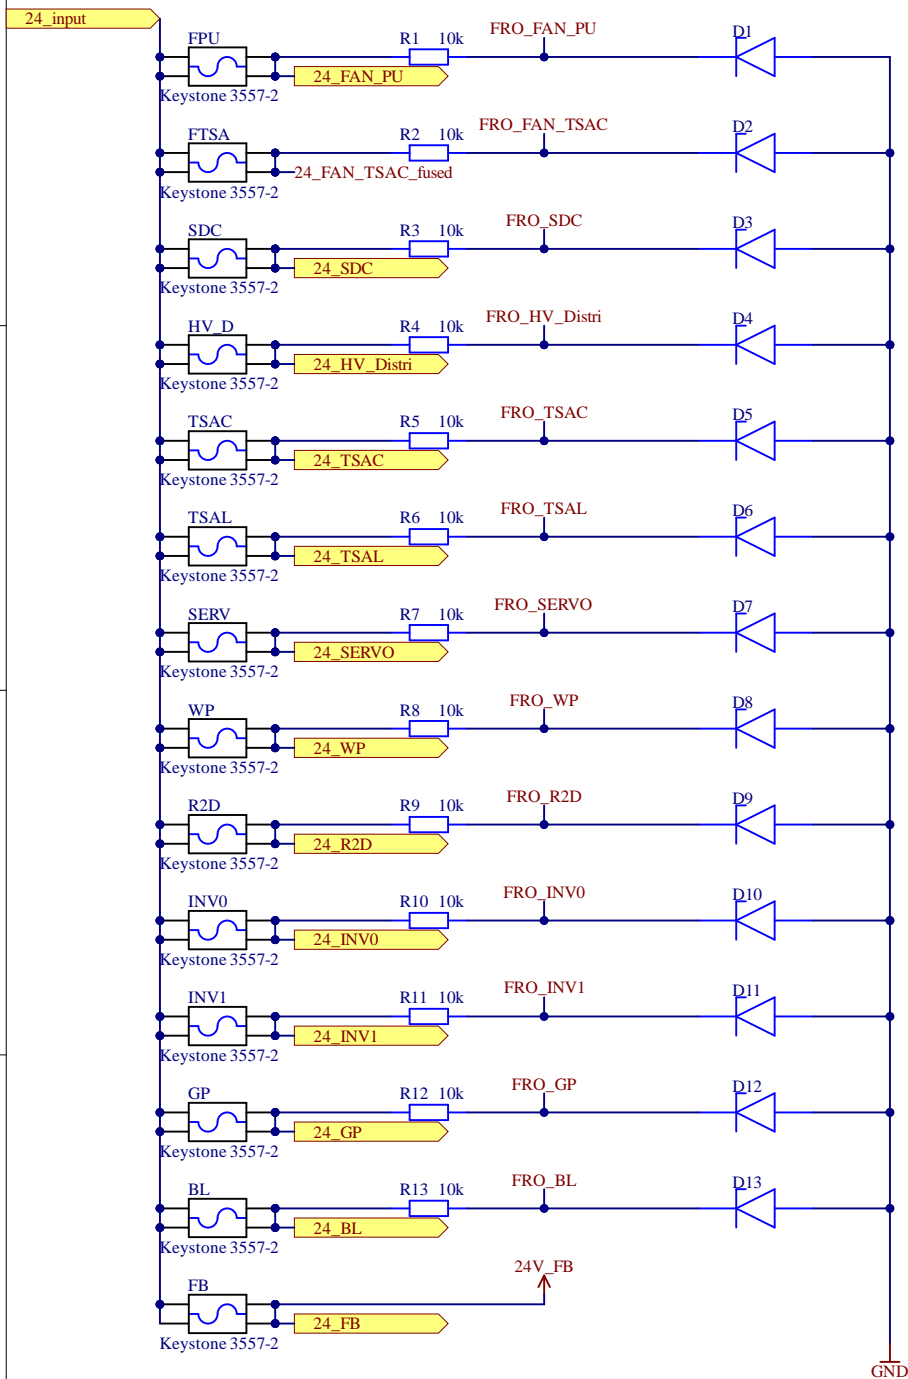 24_input
FPU R1 10k FRO_FAN_PU D1
24_FAN_PU
Keystone 3557-2
FTSA R2 10k FRO_FAN_TSAC D2
24_FAN_TSAC_fused
Keystone 3557-2
SDC R3 10k FRO_SDC D3
24_SDC
Keystone 3557-2
HV_D R4 10k FRO_HV_Distri D4
24_HV_Distri
Keystone 3557-2
TSAC R5 10k FRO_TSAC D5
24_TSAC
Keystone 3557-2
TSAL R6 10k FRO_TSAL D6
24_TSAL
Keystone 3557-2
SERV R7 10k FRO_SERVO D7
24_SERVO
Keystone 3557-2
WP R8 10k FRO_WP D8
24_WP
Keystone 3557-2
R2D R9 10k FRO_R2D D9
24_R2D
Keystone 3557-2
INV0 R10 10k FRO_INV0 D10
24_INV0
Keystone 3557-2
INV1 R11 10k FRO_INV1 D11
24_INV1
Keystone 3557-2
GP R12 10k FRO_GP D12
24_GP
Keystone 3557-2
BL R13 10k FRO_BL D13
24_BL
Keystone 3557-2
FB 24V_FB
24_FB
Keystone 3557-2
GND